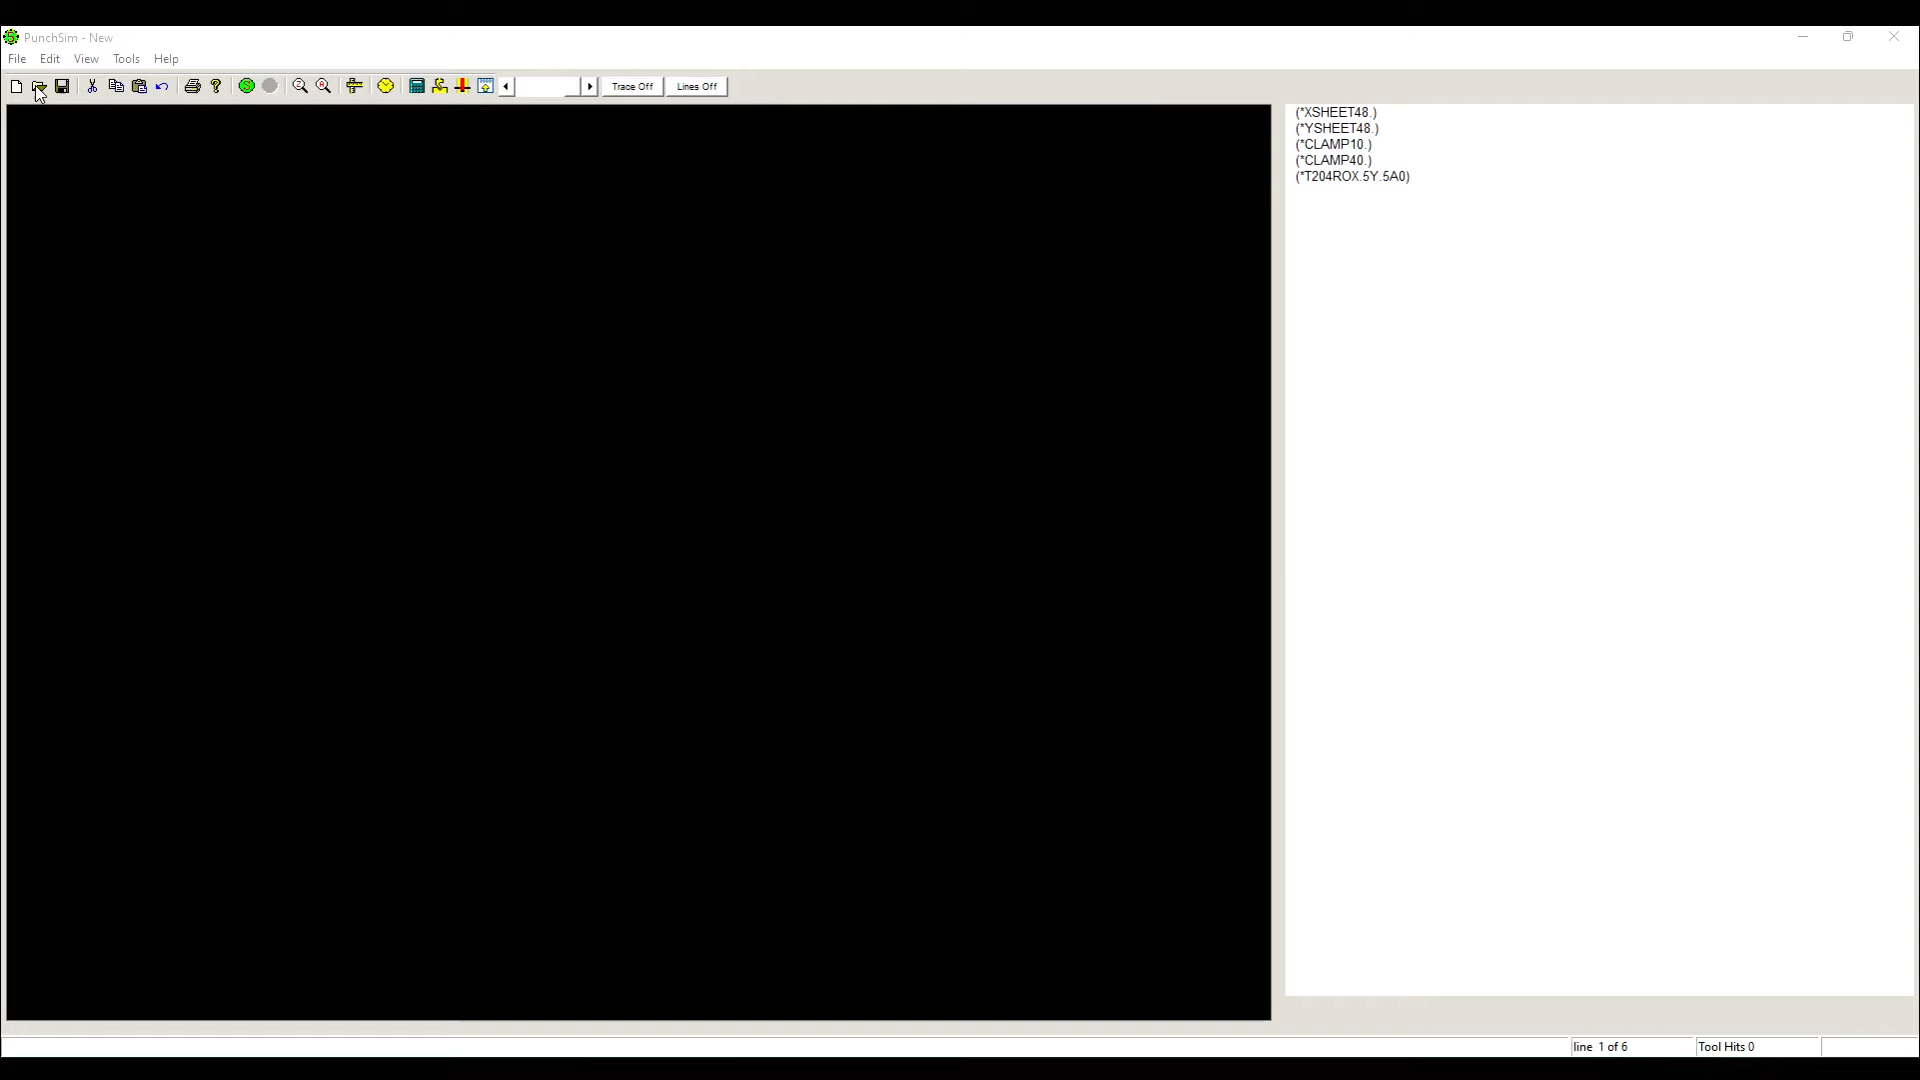 PunchSim - New
File Edit View Tools Help
Trace Off Lines Off
(*XSHEET48.)
(*YSHEET48.)
(*CLAMP10.)
(*CLAMP40.)
(*T204ROX.5Y.5A0)
line 1 of 6 Tool Hits 0